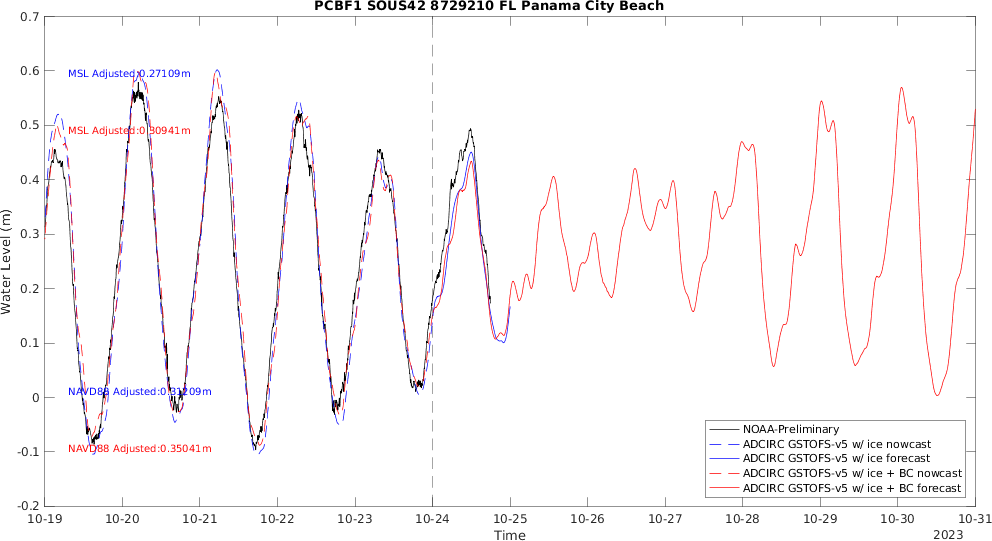 PCBF1 SOUS42 8729210 FL Panama City Beach
0.7
0.6
0.5
0.4
0.3
0.2
0.1
0
-0.1
-0.2
Water Level (m)
MSL Adjusted:0.27109m
MSL Adjusted:0.30941m
NAVD88 Adjusted:0.31209m
NAVD88 Adjusted:0.35041m
NOAA-Preliminary
ADCIRC GSTOFS-v5 w/ ice nowcast
ADCIRC GSTOFS-v5 w/ ice forecast
ADCIRC GSTOFS-v5 w/ ice + BC nowcast
ADCIRC GSTOFS-v5 w/ ice + BC forecast
10-19 10-20 10-21 10-22 10-23 10-24 10-25 10-26 10-27 10-28 10-29 10-30 10-31
Time
2023